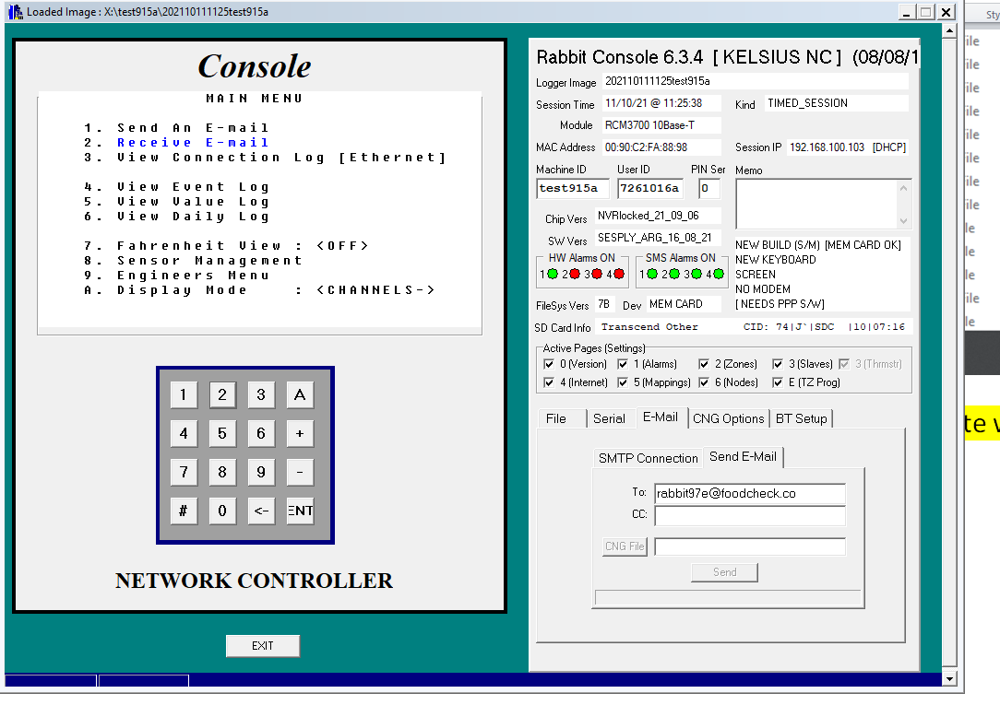 Loaded Image : X:\test915a\202110111125test915a
Console
MAIN MENU
1. Send An E-mail
2. Receive E-mail
3. View Connection Log [Ethernet]
4. View Event Log
5. View Value Log
6. View Daily Log
7. Fahrenheit View : <OFF>
8. Sensor Management
9. Engineers Menu
A. Display Mode : <CHANNELS->
1 2 3 A
4 5 6 +
7 8 9 -
# 0 <- ENT
NETWORK CONTROLLER
EXIT
Rabbit Console 6.3.4 [ KELSIUS NC ] (08/08/1
Logger Image 202110111125test915a
Session Time 11/10/21 @ 11:25:38 Kind TIMED_SESSION
Module RCM3700 10Base-T
MAC Address 00:90:C2:FA:88:98 Session IP 192.168.100.103 [DHCP]
Machine ID User ID PIN Ser Memo
test915a 7261016a 0
Chip Vers NVRlocked_21_09_06
SW Vers SESPLY_ARG_16_08_21
HW Alarms ON SMS Alarms ON
1 2 3 4 1 2 3 4
NEW BUILD (S/M) [MEM CARD OK]
NEW KEYBOARD
SCREEN
NO MODEM
[ NEEDS PPP S/W]
FileSys Vers 7B Dev MEM CARD
SD Card Info Transcend Other CID: 74|J`|SDC |10|07:16
Active Pages (Settings)
0 (Version) 1 (Alarms) 2 (Zones) 3 (Slaves) 3 (Thrmstr)
4 (Internet) 5 (Mappings) 6 (Nodes) E (TZ Prog)
File Serial E-Mail CNG Options BT Setup
SMTP Connection Send E-Mail
To: rabbit97e@foodcheck.co
CC:
CNG File
Send
Sty
ile
ile
ile
ile
ile
ile
ile
ile
le
le
le
ile
le
te v